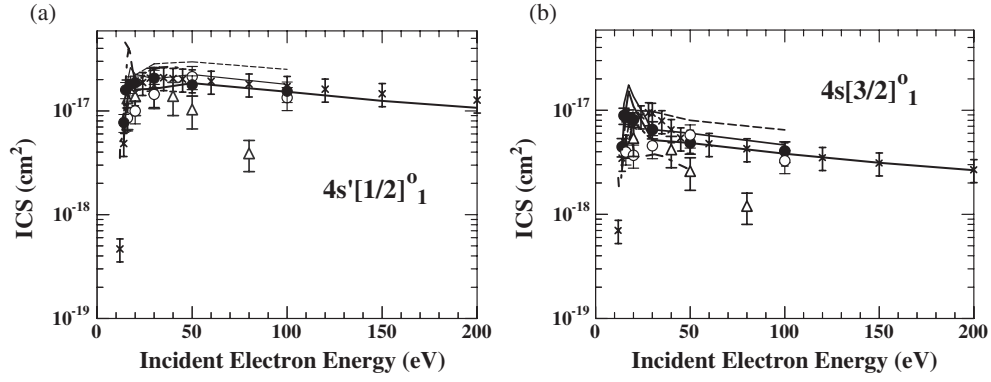 (a)
ICS (cm²)
10⁻¹⁷
10⁻¹⁸
10⁻¹⁹
4s'[1/2]º₁
0 50 100 150 200
Incident Electron Energy (eV)
(b)
ICS (cm²)
10⁻¹⁷
10⁻¹⁸
10⁻¹⁹
4s[3/2]º₁
0 50 100 150 200
Incident Electron Energy (eV)